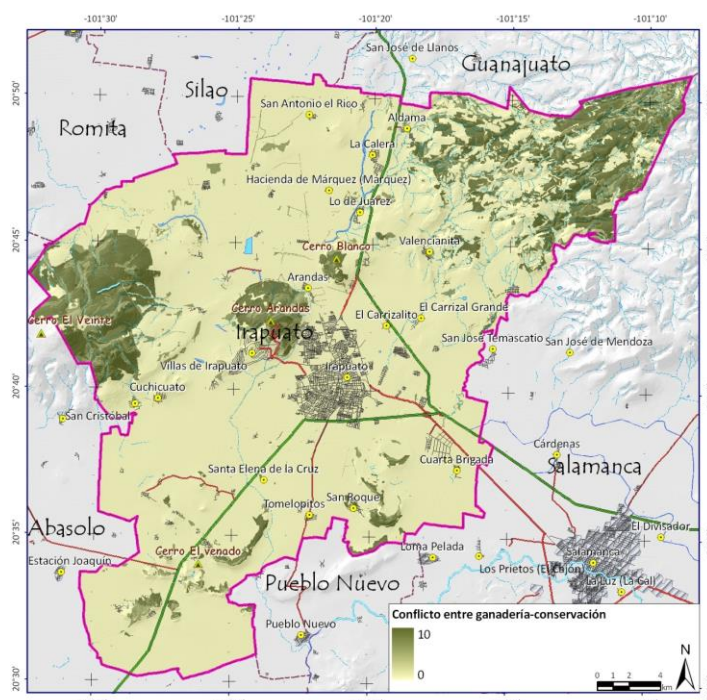 -101°30' -101°25' -101°20' -101°15' -101°10'
San José de Llanos
Guanajuato
Silao
20°50'
San Antonio el Rico
Aldama
Romita
La Calera
Hacienda de Márquez (Márquez)
Lo de Juárez
20°45'
Cerro Blanco
Valencianita
Arandas
Cerro Arandas
El Carrizal Grande
Cerro El Veinte
El Carrizalito
Irapuato
San José Temascatío
San José de Mendoza
Villas de Irapuato
Irapuato
20°40'
Cuchicuato
San Cristóbal
Cárdenas
Cuarta Brigada
Salamanca
Santa Elena de la Cruz
San Roque
Tomelopitos
Abasolo
20°35'
El Divisador
Loma Pelada
Cerro El venado
Estación Joaquín
Salamanca
Los Prietos (El Cajón)
Pueblo Nuevo
La Luz (La Cal)
Conflicto entre ganadería-conservación
Pueblo Nuevo
10
0
N
0 1 2 4
km
20°30'